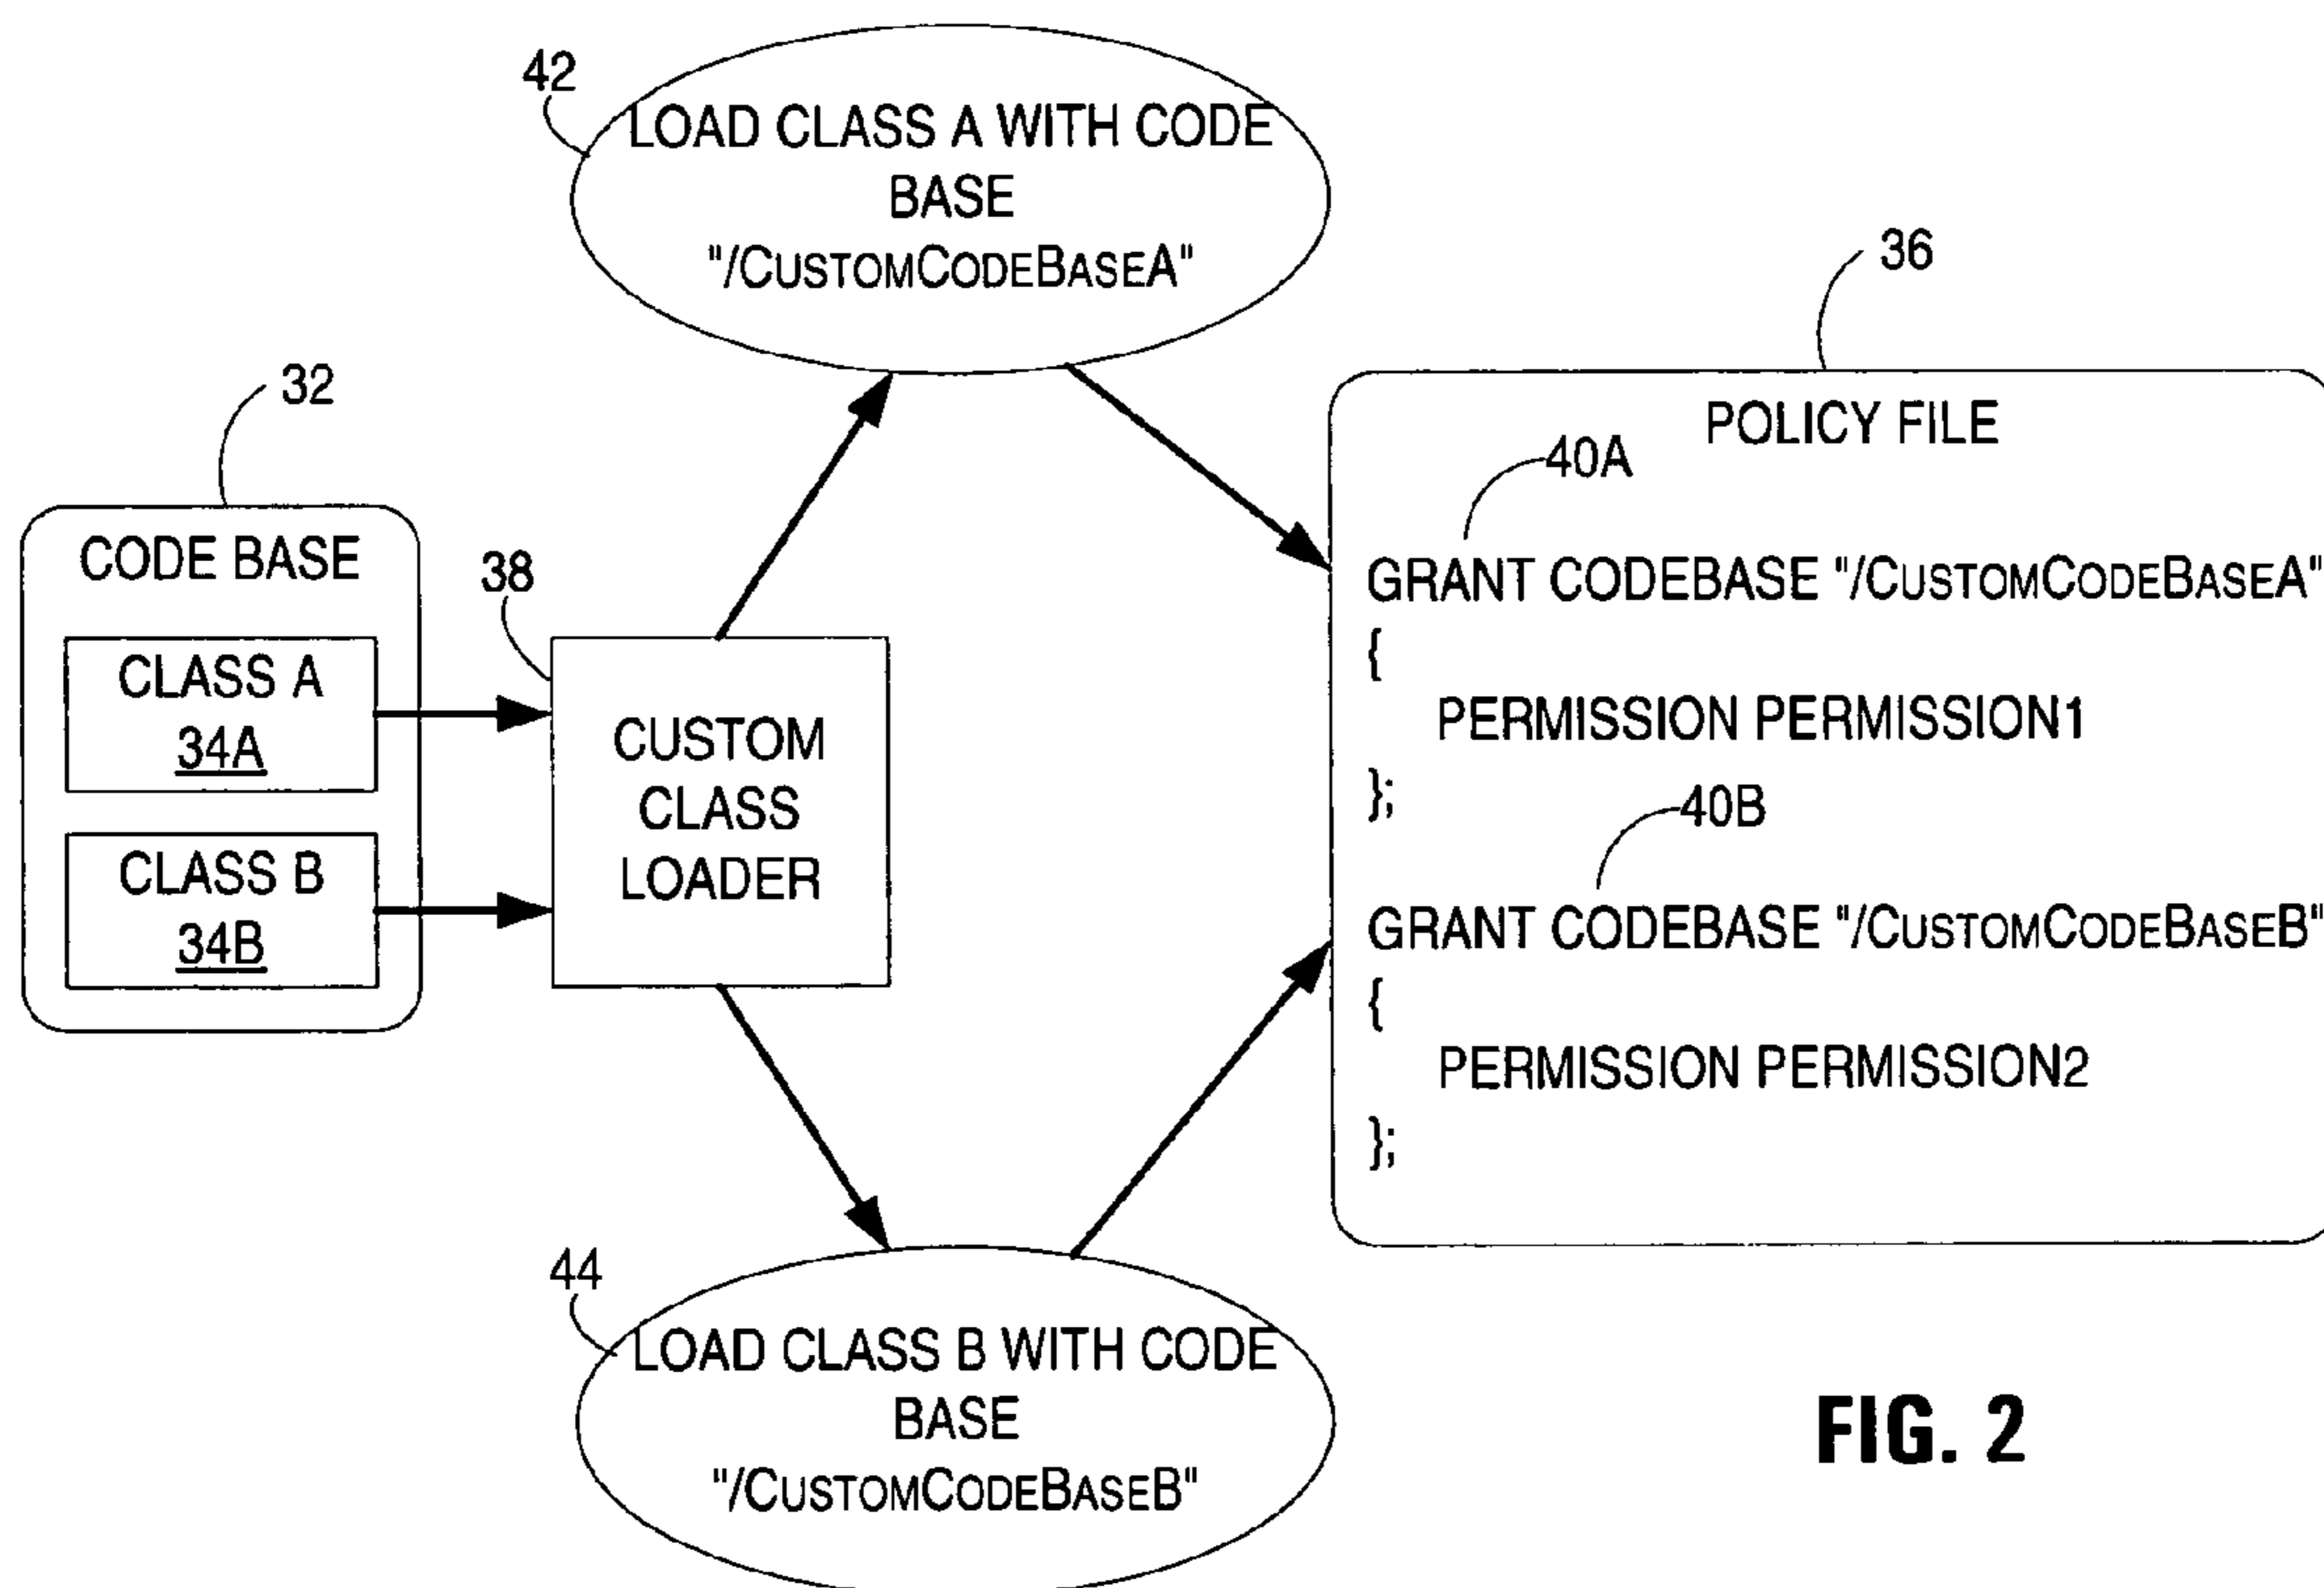 42
LOAD CLASS A WITH CODE
BASE
"/CUSTOMCODEBASEA"
36
32
POLICY FILE
40A
CODE BASE
38
GRANT CODEBASE "/CUSTOMCODEBASEA"
{
PERMISSION PERMISSION1
};
CLASS A
34A
CUSTOM
CLASS
LOADER
40B
CLASS B
34B
GRANT CODEBASE "/CUSTOMCODEBASEB"
{
PERMISSION PERMISSION2
};
44
LOAD CLASS B WITH CODE
BASE
"/CUSTOMCODEBASEB"
FIG. 2